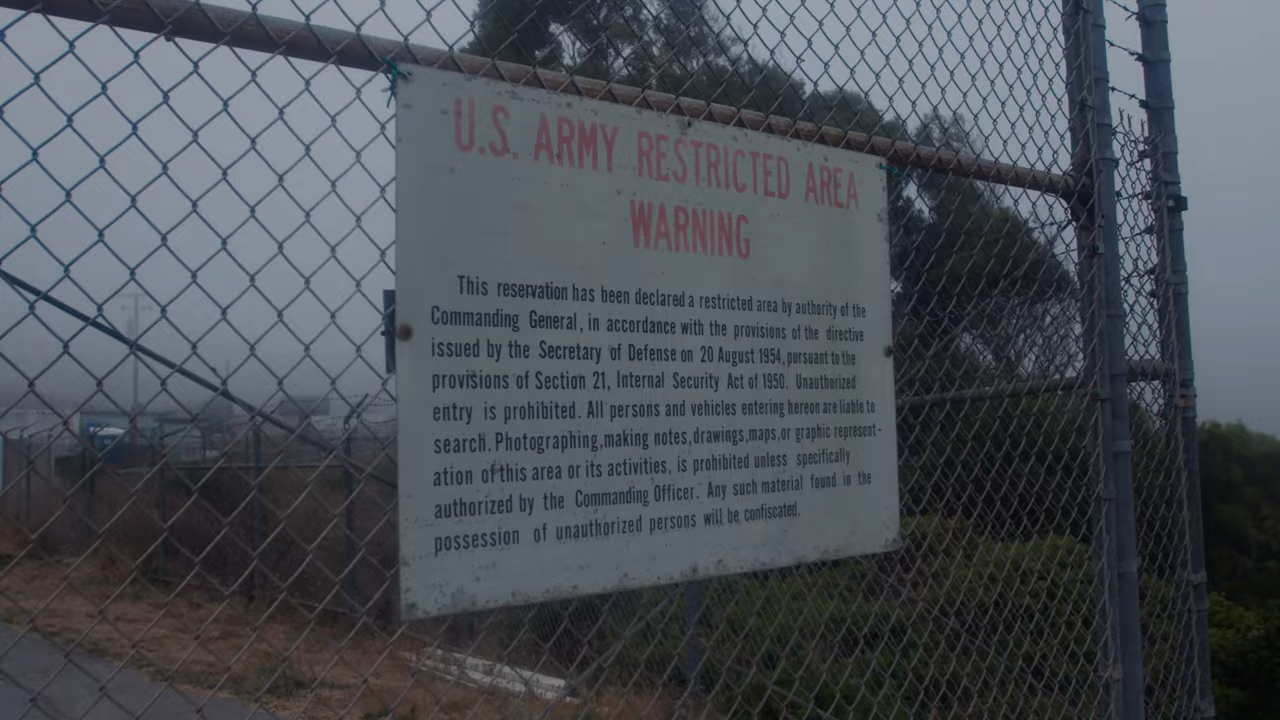 U.S. ARMY RESTRICTED AREA
WARNING
This reservation has been declared a restricted area by authority of the
Commanding General, in accordance with the provisions of the directive
issued by the Secretary of Defense on 20 August 1954, pursuant to the
provisions of Section 21, Internal Security Act of 1950. Unauthorized
entry is prohibited. All persons and vehicles entering hereon are liable to
search. Photographing, making notes, drawings, maps, or graphic represent-
ation of this area or its activities, is prohibited unless specifically
authorized by the Commanding Officer. Any such material found in the
possession of unauthorized persons will be confiscated.